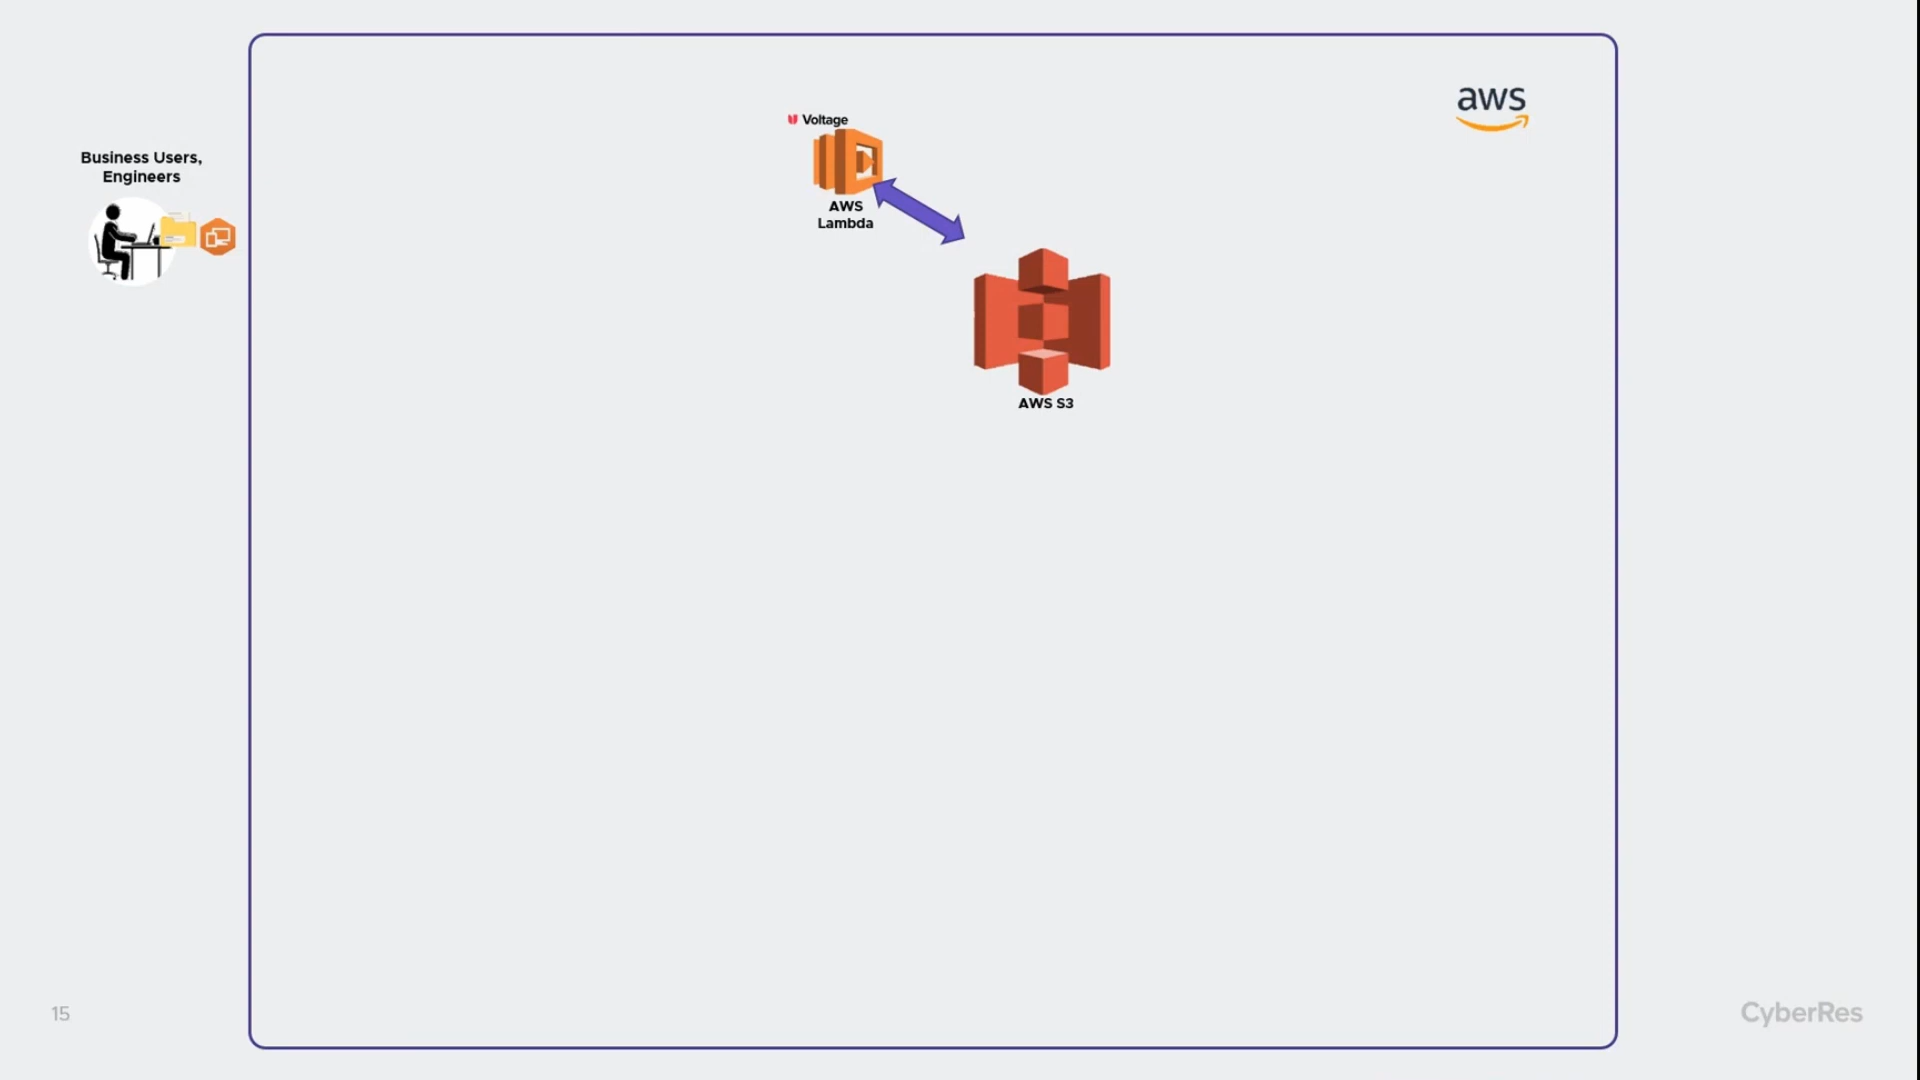 aws
Voltage
Business Users,
Engineers
AWS
Lambda
AWS S3
15
CyberRes